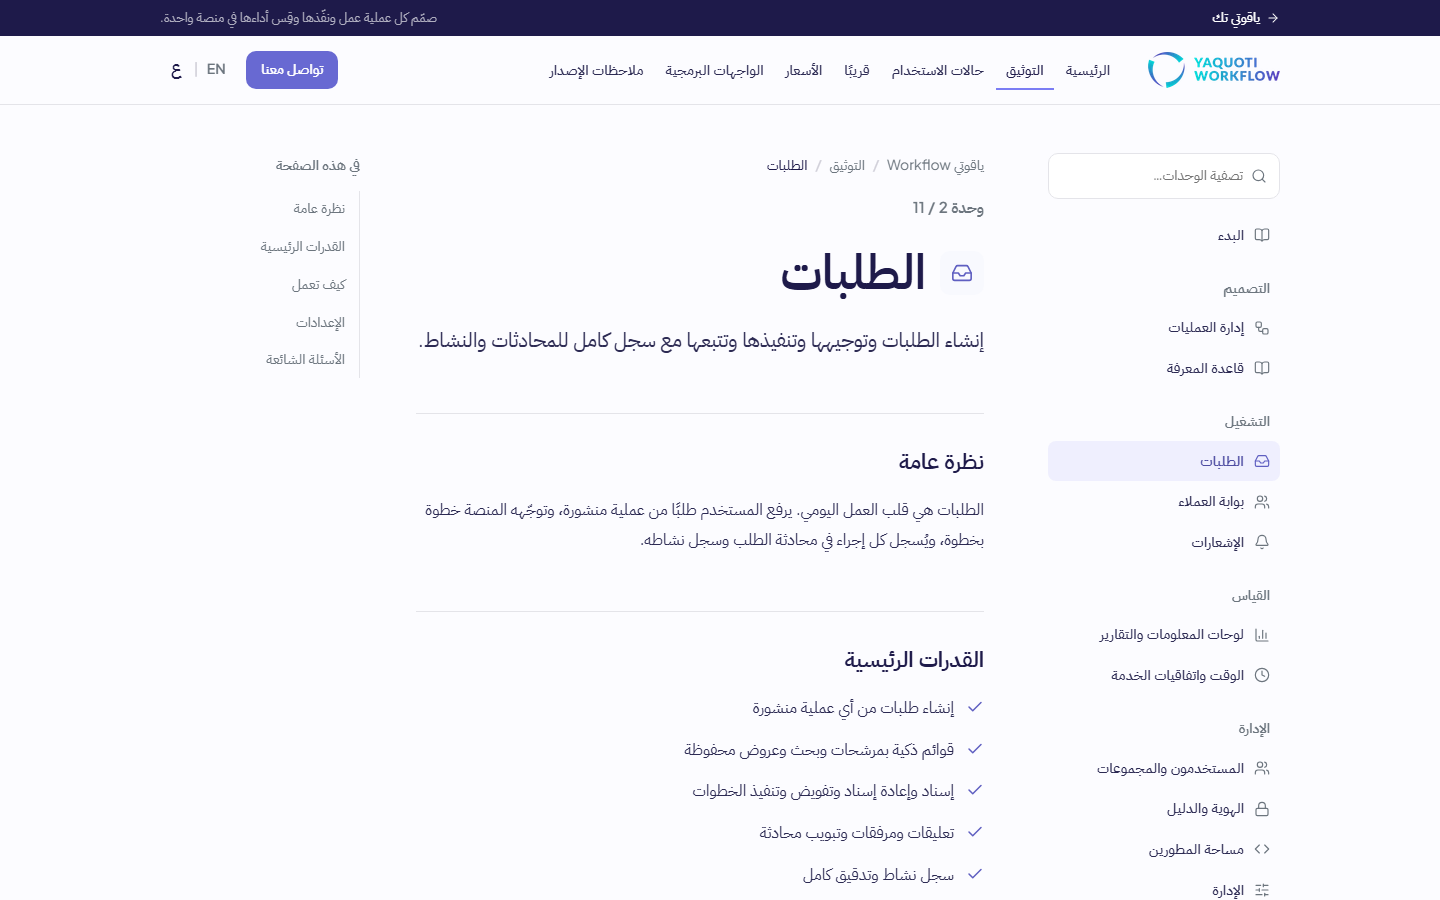 ياقوتي تك
صمّم كل عملية عمل ونفّذها وقِس أداءها في منصة واحدة.
YAQUOTI
WORKFLOW
الرئيسية
التوثيق
حالات الاستخدام
قريبًا
الأسعار
الواجهات البرمجية
ملاحظات الإصدار
تواصل معنا
EN | ع
تصفية الوحدات...
البدء
التصميم
إدارة العمليات
قاعدة المعرفة
التشغيل
الطلبات
بوابة العملاء
الإشعارات
القياس
لوحات المعلومات والتقارير
الوقت واتفاقيات الخدمة
الإدارة
المستخدمون والمجموعات
الهوية والدليل
مساحة المطورين
الإدارة
ياقوتي Workflow / التوثيق / الطلبات
وحدة 2 / 11
الطلبات
إنشاء الطلبات وتوجيهها وتنفيذها وتتبعها مع سجل كامل للمحادثات والنشاط.
نظرة عامة
الطلبات هي قلب العمل اليومي. يرفع المستخدم طلبًا من عملية منشورة، وتوجّهه المنصة خطوة
بخطوة، ويُسجل كل إجراء في محادثة الطلب وسجل نشاطه.
القدرات الرئيسية
إنشاء طلبات من أي عملية منشورة
قوائم ذكية بمرشحات وبحث وعروض محفوظة
إسناد وإعادة إسناد وتفويض وتنفيذ الخطوات
تعليقات ومرفقات وتبويب محادثة
سجل نشاط وتدقيق كامل
في هذه الصفحة
نظرة عامة
القدرات الرئيسية
كيف تعمل
الإعدادات
الأسئلة الشائعة